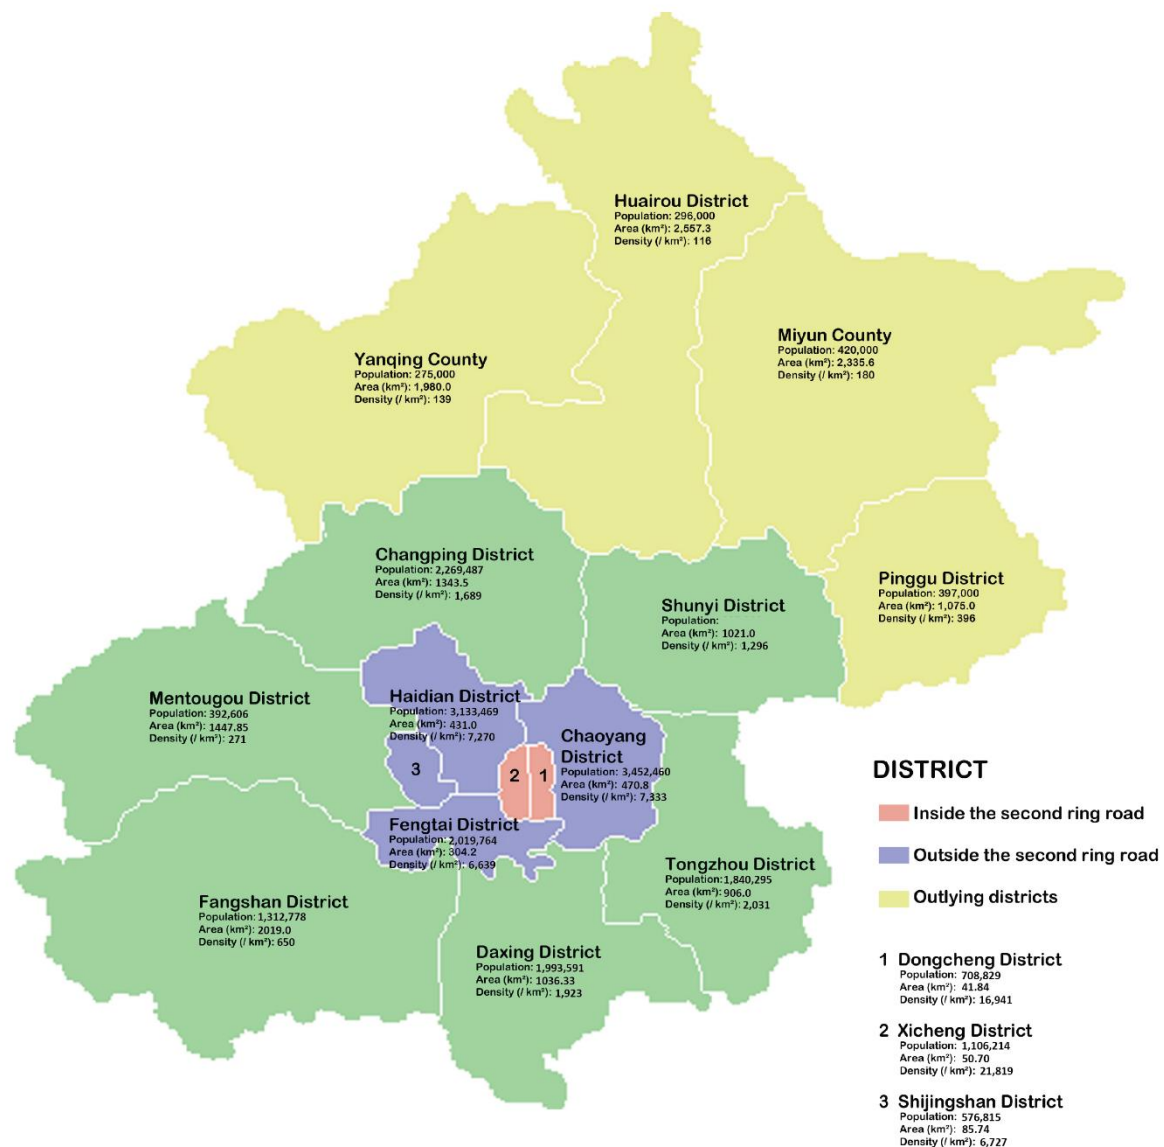 Huairou District
Population: 296,000
Area (km²): 2,557.3
Density (/ km²): 116
Miyun County
Population: 420,000
Area (km²): 2,335.6
Density (/ km²): 180
Yanqing County
Population: 275,000
Area (km²): 1,980.0
Density (/ km²): 139
Changping District
Population: 2,269,487
Area (km²): 1343.5
Density (/ km²): 1,689
Shunyi District
Population:
Area (km²): 1021.0
Density (/ km²): 1,296
Pinggu District
Population: 397,000
Area (km²): 1,075.0
Density (/ km²): 396
Mentougou District
Population: 392,606
Area (km²): 1447.85
Density (/ km²): 271
Haidian District
Population: 3,133,469
Area (km²): 431.0
Density (/ km²): 7,270
Chaoyang
District
Population: 3,452,460
Area (km²): 470.8
Density (/ km²): 7,333
3
2
1
Fengtai District
Population: 2,019,764
Area (km²): 304.2
Density (/ km²): 6,639
Tongzhou District
Population: 1,840,295
Area (km²): 906.0
Density (/ km²): 2,031
Fangshan District
Population: 1,312,778
Area (km²): 2019.0
Density (/ km²): 650
Daxing District
Population: 1,993,591
Area (km²): 1036.33
Density (/ km²): 1,923
DISTRICT
Inside the second ring road
Outside the second ring road
Outlying districts
1 Dongcheng District
Population: 708,829
Area (km²): 41.84
Density (/ km²): 16,941
2 Xicheng District
Population: 1,106,214
Area (km²): 50.70
Density (/ km²): 21,819
3 Shijingshan District
Population: 576,815
Area (km²): 85.74
Density (/ km²): 6,727